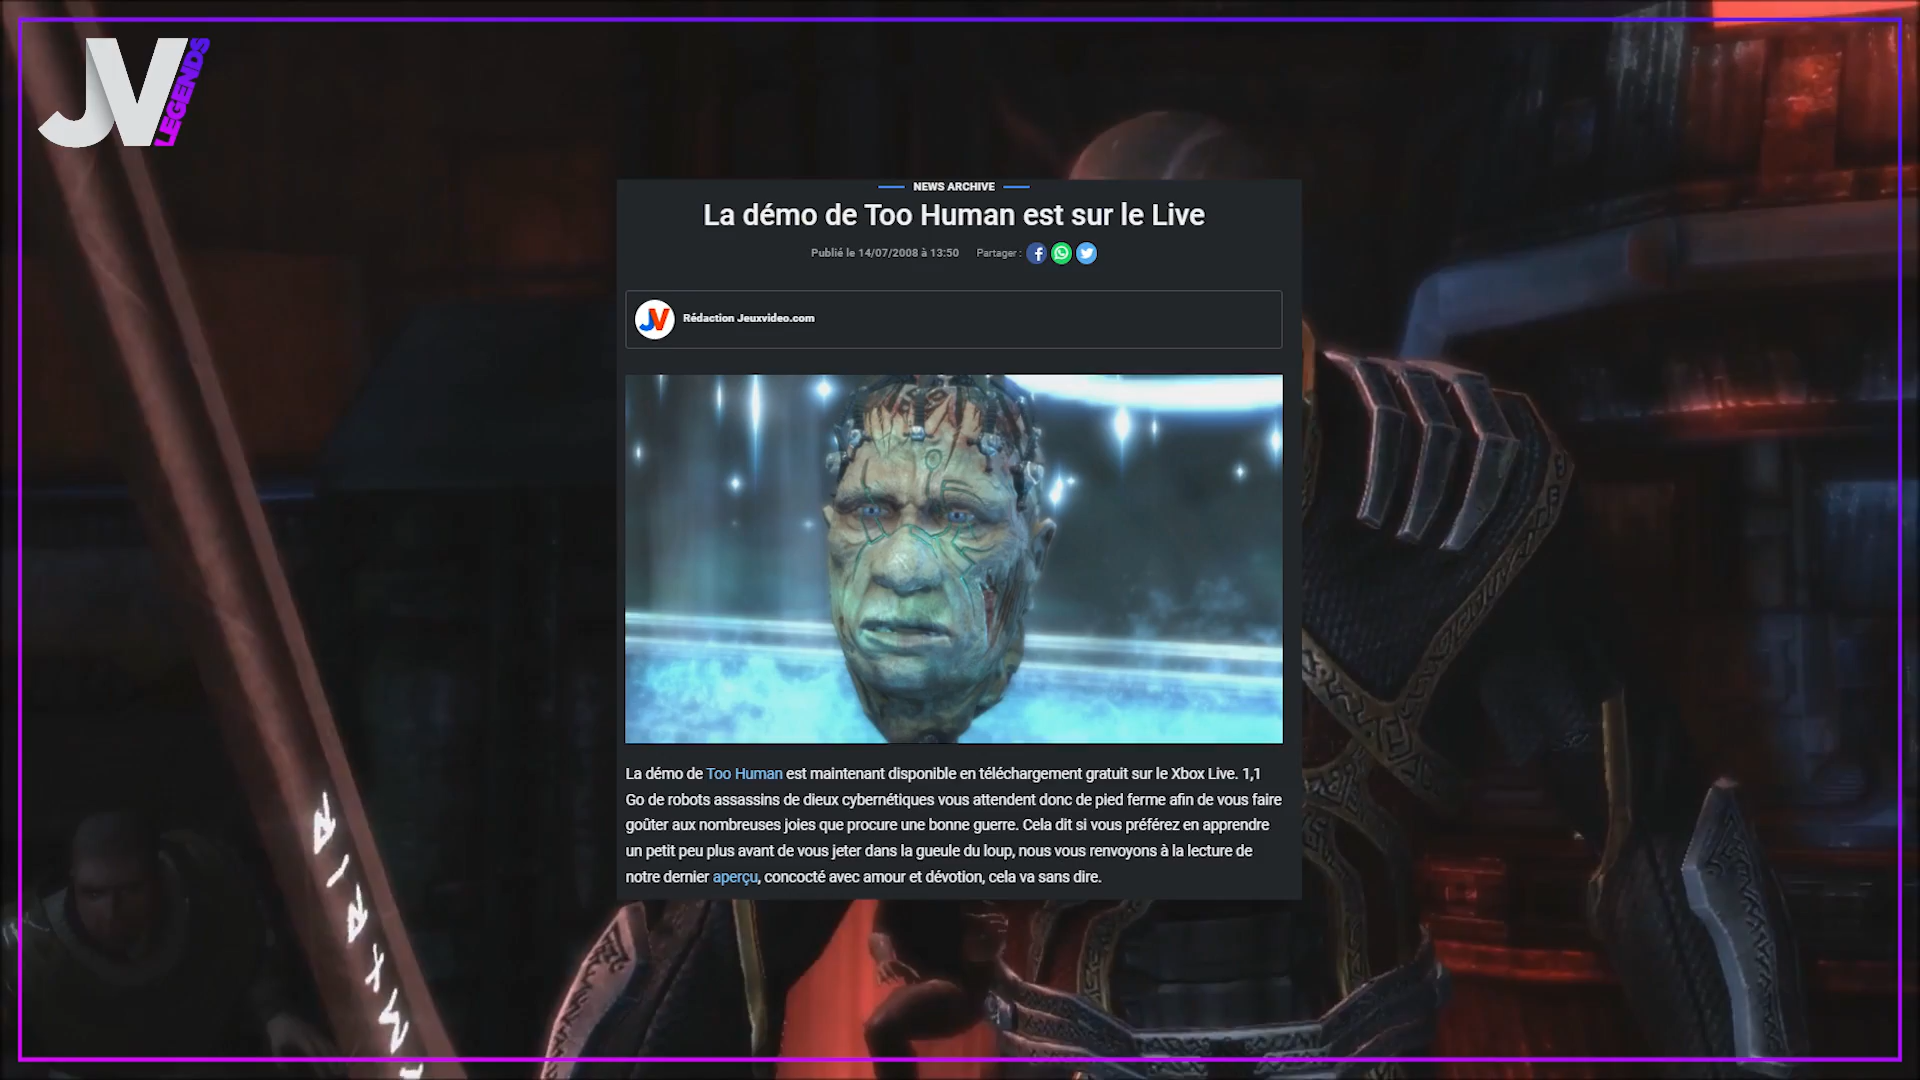 JV
LEGENDS
NEWS ARCHIVE
La démo de Too Human est sur le Live
Publié le 14/07/2008 à 13:50 Partager :
JV
Rédaction Jeuxvideo.com
La démo de Too Human est maintenant disponible en téléchargement gratuit sur le Xbox Live. 1,1
Go de robots assassins de dieux cybernétiques vous attendent donc de pied ferme afin de vous faire
goûter aux nombreuses joies que procure une bonne guerre. Cela dit si vous préférez en apprendre
un petit peu plus avant de vous jeter dans la gueule du loup, nous vous renvoyons à la lecture de
notre dernier aperçu, concocté avec amour et dévotion, cela va sans dire.